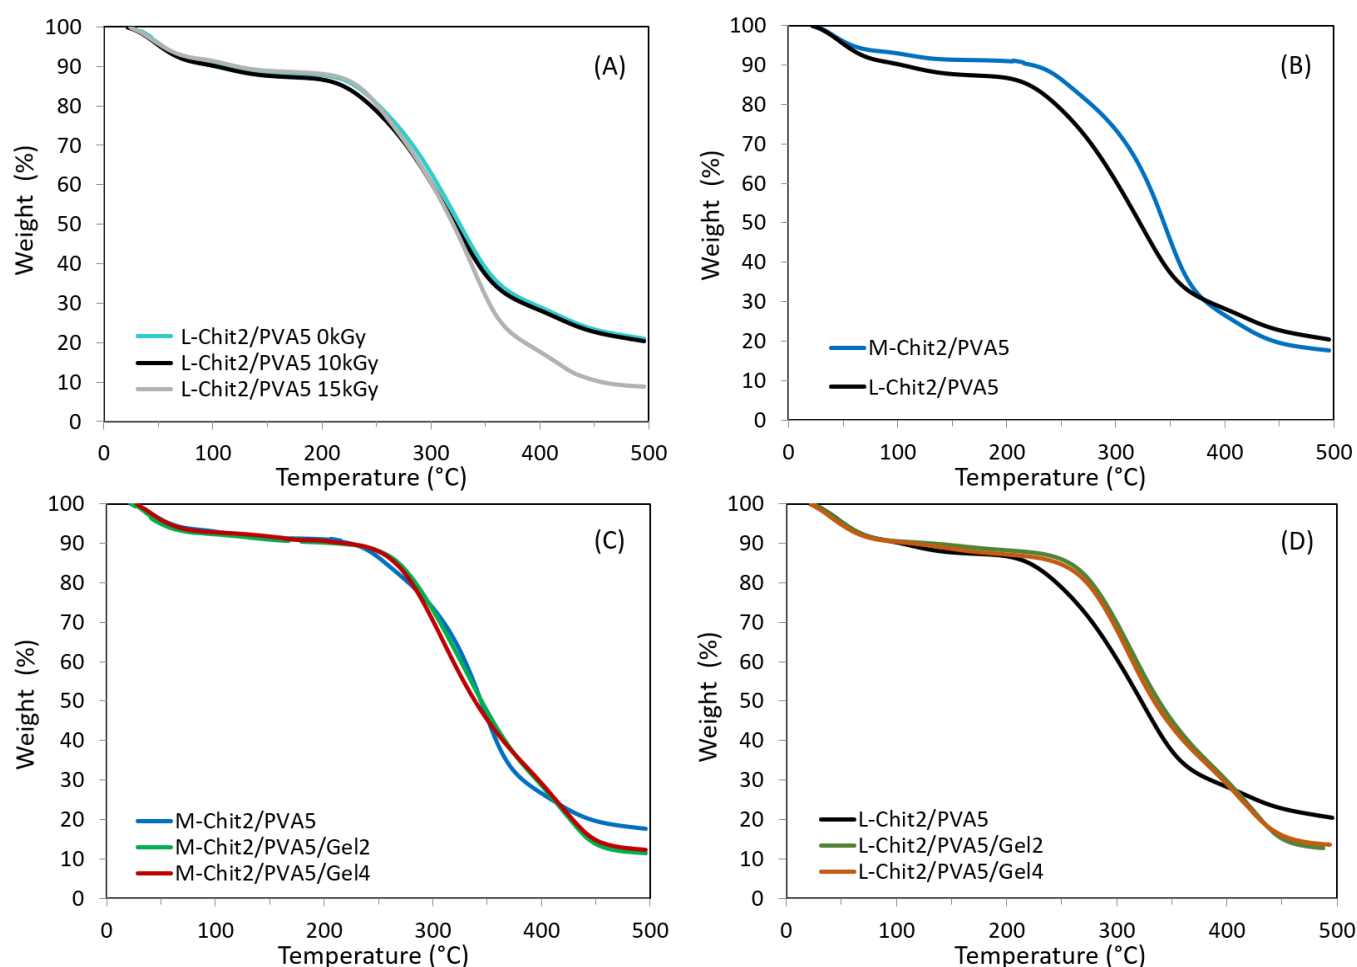 (A)
Weight (%)
100
90
80
70
60
50
40
30
20
10
0
L-Chit2/PVA5 0kGy
L-Chit2/PVA5 10kGy
L-Chit2/PVA5 15kGy
0 100 200 300 400 500
Temperature (°C)
(B)
Weight (%)
100
90
80
70
60
50
40
30
20
10
0
M-Chit2/PVA5
L-Chit2/PVA5
0 100 200 300 400 500
Temperature (°C)
(C)
Weight (%)
100
90
80
70
60
50
40
30
20
10
0
M-Chit2/PVA5
M-Chit2/PVA5/Gel2
M-Chit2/PVA5/Gel4
0 100 200 300 400 500
Temperature (°C)
(D)
Weight (%)
100
90
80
70
60
50
40
30
20
10
0
L-Chit2/PVA5
L-Chit2/PVA5/Gel2
L-Chit2/PVA5/Gel4
0 100 200 300 400 500
Temperature (°C)